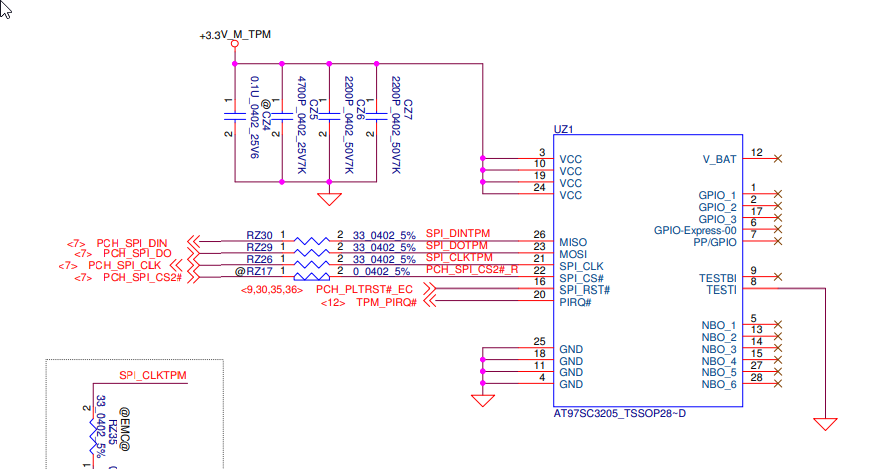 +3.3V_M_TPM
1
2
0.1U_0402_25V6
@CZ4
1
2
4700P_0402_25V7K
CZ5
1
2
2200P_0402_50V7K
CZ6
1
2
2200P_0402_50V7K
CZ7
UZ1
3 VCC
10 VCC
19 VCC
24 VCC
V_BAT 12
GPIO_1 1
GPIO_2 2
GPIO_3 17
GPIO-Express-00 6
PP/GPIO 7
<7> PCH_SPI_DIN RZ30 1 2 33_0402_5% SPI_DINTPM 26 MISO
<7> PCH_SPI_DO RZ29 1 2 33_0402_5% SPI_DOTPM 23 MOSI
<7> PCH_SPI_CLK RZ26 1 2 33_0402_5% SPI_CLKTPM 21 SPI_CLK
<7> PCH_SPI_CS2# @RZ17 1 2 0_0402_5% PCH_SPI_CS2#_R 22 SPI_CS#
<9,30,35,36> PCH_PLTRST#_EC 16 SPI_RST#
<12> TPM_PIRQ# 20 PIRQ#
TESTBI 9
TESTI 8
NBO_1 5
NBO_2 13
NBO_3 14
NBO_4 15
NBO_5 27
NBO_6 28
25 GND
18 GND
11 GND
4 GND
AT97SC3205_TSSOP28~D
SPI_CLKTPM
2
1
33_0402_5%
RZ35
@EMC@